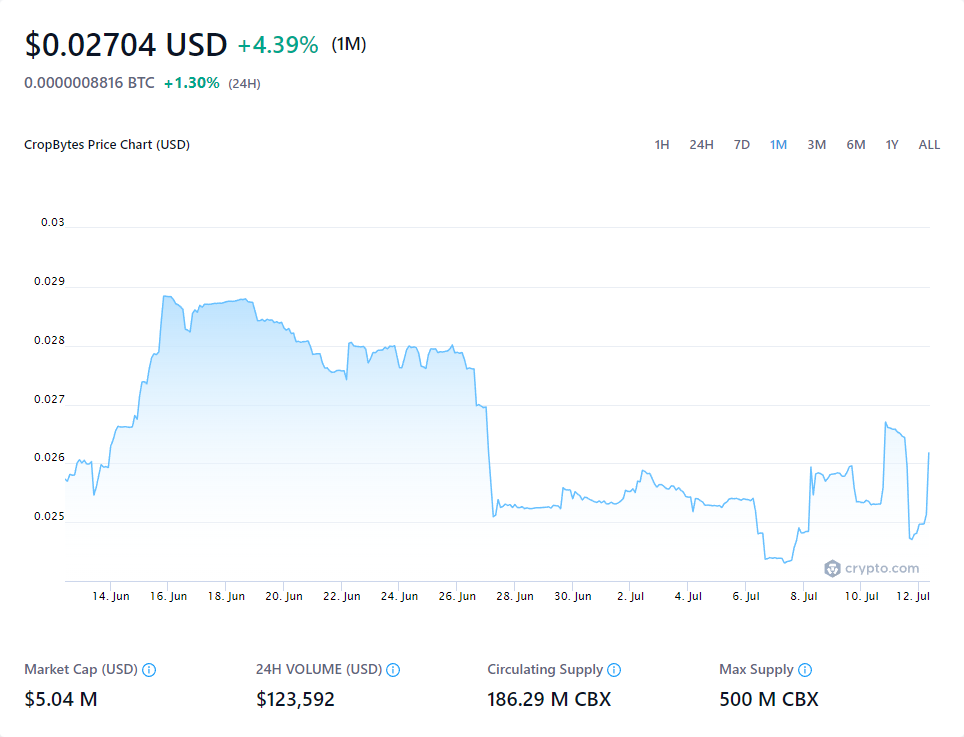 $0.02704 USD +4.39% (1M)
0.0000008816 BTC +1.30% (24H)
CropBytes Price Chart (USD) 1H 24H 7D 1M 3M 6M 1Y ALL
0.03
0.029
0.028
0.027
0.026
0.025
crypto.com
14. Jun 16. Jun 18. Jun 20. Jun 22. Jun 24. Jun 26. Jun 28. Jun 30. Jun 2. Jul 4. Jul 6. Jul 8. Jul 10. Jul 12. Jul
Market Cap (USD) 24H VOLUME (USD) Circulating Supply Max Supply
$5.04 M $123,592 186.29 M CBX 500 M CBX